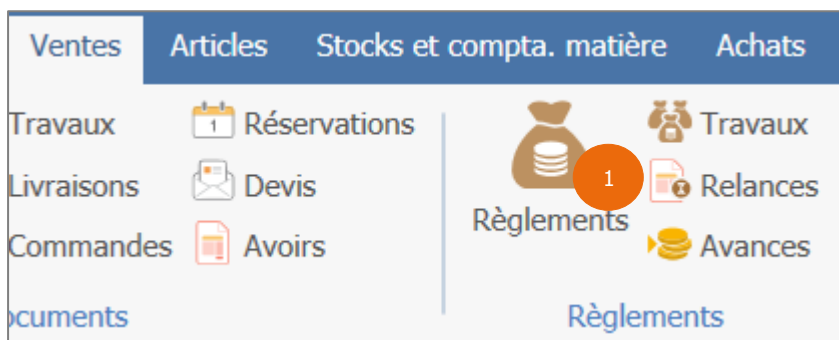 Ventes Articles Stocks et compta. matière Achats
Travaux Réservations Travaux
1
Livraisons Devis 1 Relances
Règlements
Commandes Avoirs Avances
ocuments Règlements